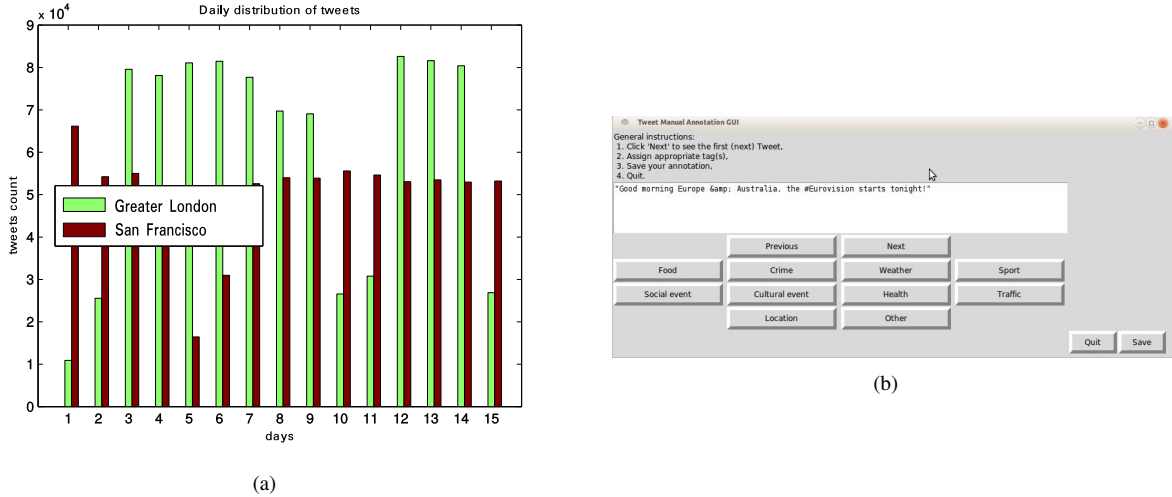 Daily distribution of tweets
x 10^4
9
8
7
6
5
4
3
2
1
0
tweets count
Greater London
San Francisco
1 2 3 4 5 6 7 8 9 10 11 12 13 14 15
days
(a)
Tweet Manual Annotation GUI
General instructions:
1. Click 'Next' to see the first (next) Tweet,
2. Assign appropriate tag(s),
3. Save your annotation,
4. Quit.
"Good morning Europe &amp; Australia, the #Eurovision starts tonight!"
Previous Next
Food Crime Weather Sport
Social event Cultural event Health Traffic
Location Other
Quit Save
(b)